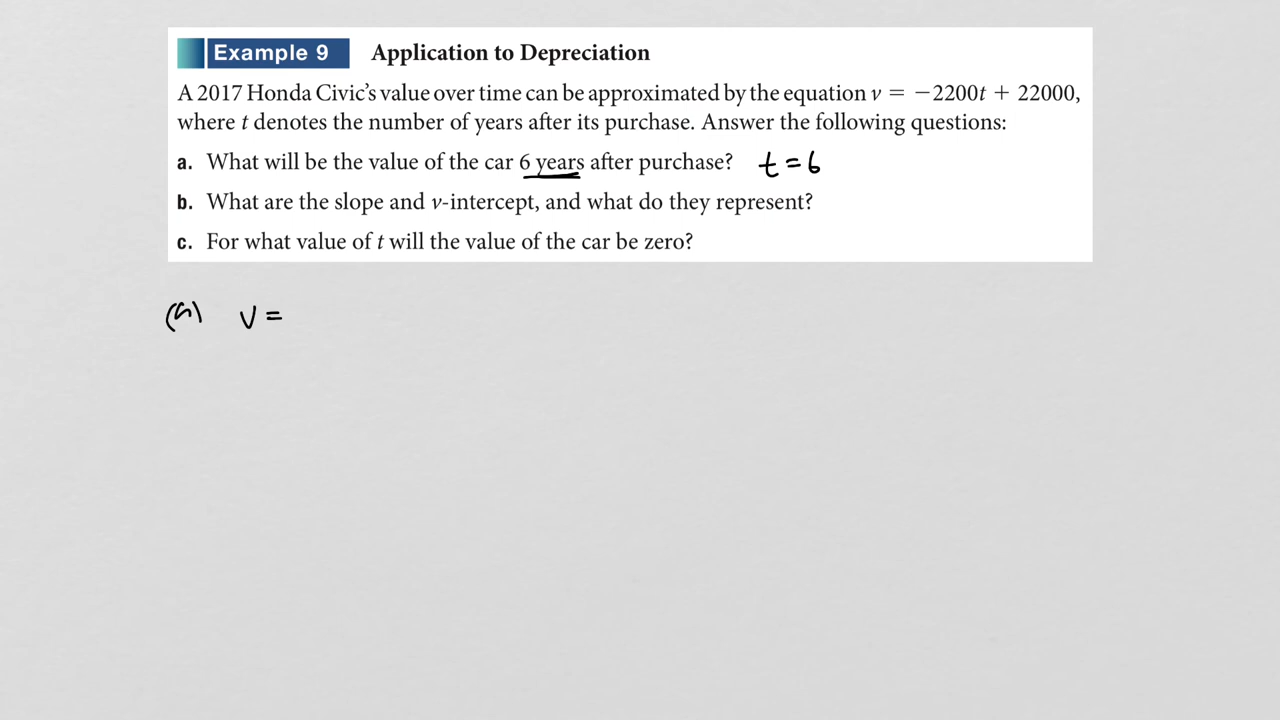 Example 9 Application to Depreciation
A 2017 Honda Civic's value over time can be approximated by the equation v = −2200t + 22000,
where t denotes the number of years after its purchase. Answer the following questions:
a. What will be the value of the car 6 years after purchase? t = 6
b. What are the slope and v-intercept, and what do they represent?
c. For what value of t will the value of the car be zero?
(a) v =